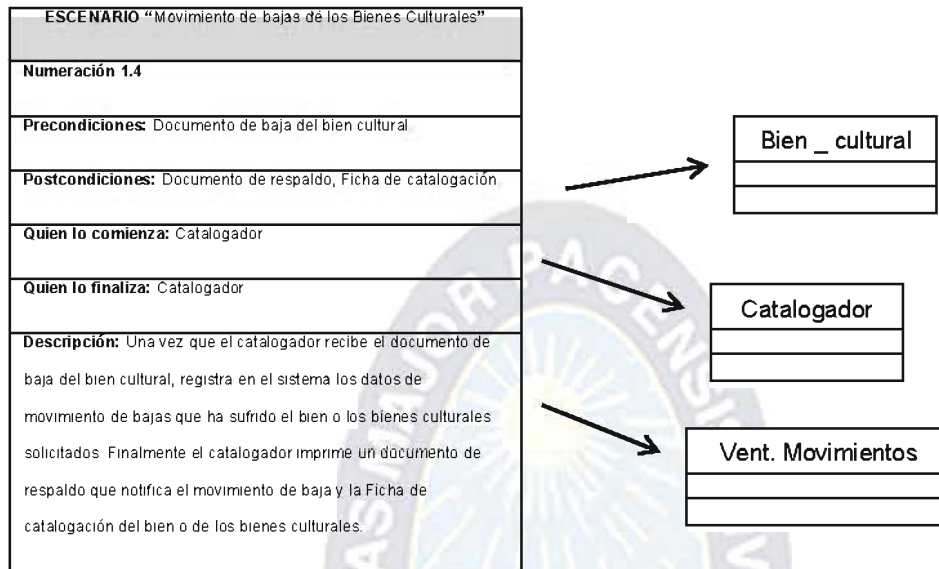 ESCENARIO “Movimiento de bajas de los Bienes Culturales”
Numeración 1.4
Precondiciones: Documento de baja del bien cultural
Postcondiciones: Documento de respaldo, Ficha de catalogación
Quien lo comienza: Catalogador
Quien lo finaliza: Catalogador
Descripción: Una vez que el catalogador recibe el documento de
baja del bien cultural, registra en el sistema los datos de
movimiento de bajas que ha sufrido el bien o los bienes culturales
solicitados Finalmente el catalogador imprime un documento de
respaldo que notifica el movimiento de baja y la Ficha de
catalogación del bien o de los bienes culturales.
Bien _ cultural
Catalogador
Vent. Movimientos